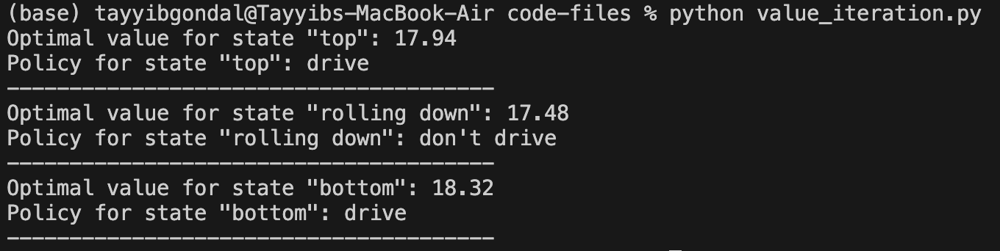 (base) tayyibgondal@Tayyibs-MacBook-Air code-files % python value_iteration.py
Optimal value for state "top": 17.94
Policy for state "top": drive
---------------------------------------
Optimal value for state "rolling down": 17.48
Policy for state "rolling down": don't drive
---------------------------------------
Optimal value for state "bottom": 18.32
Policy for state "bottom": drive
---------------------------------------